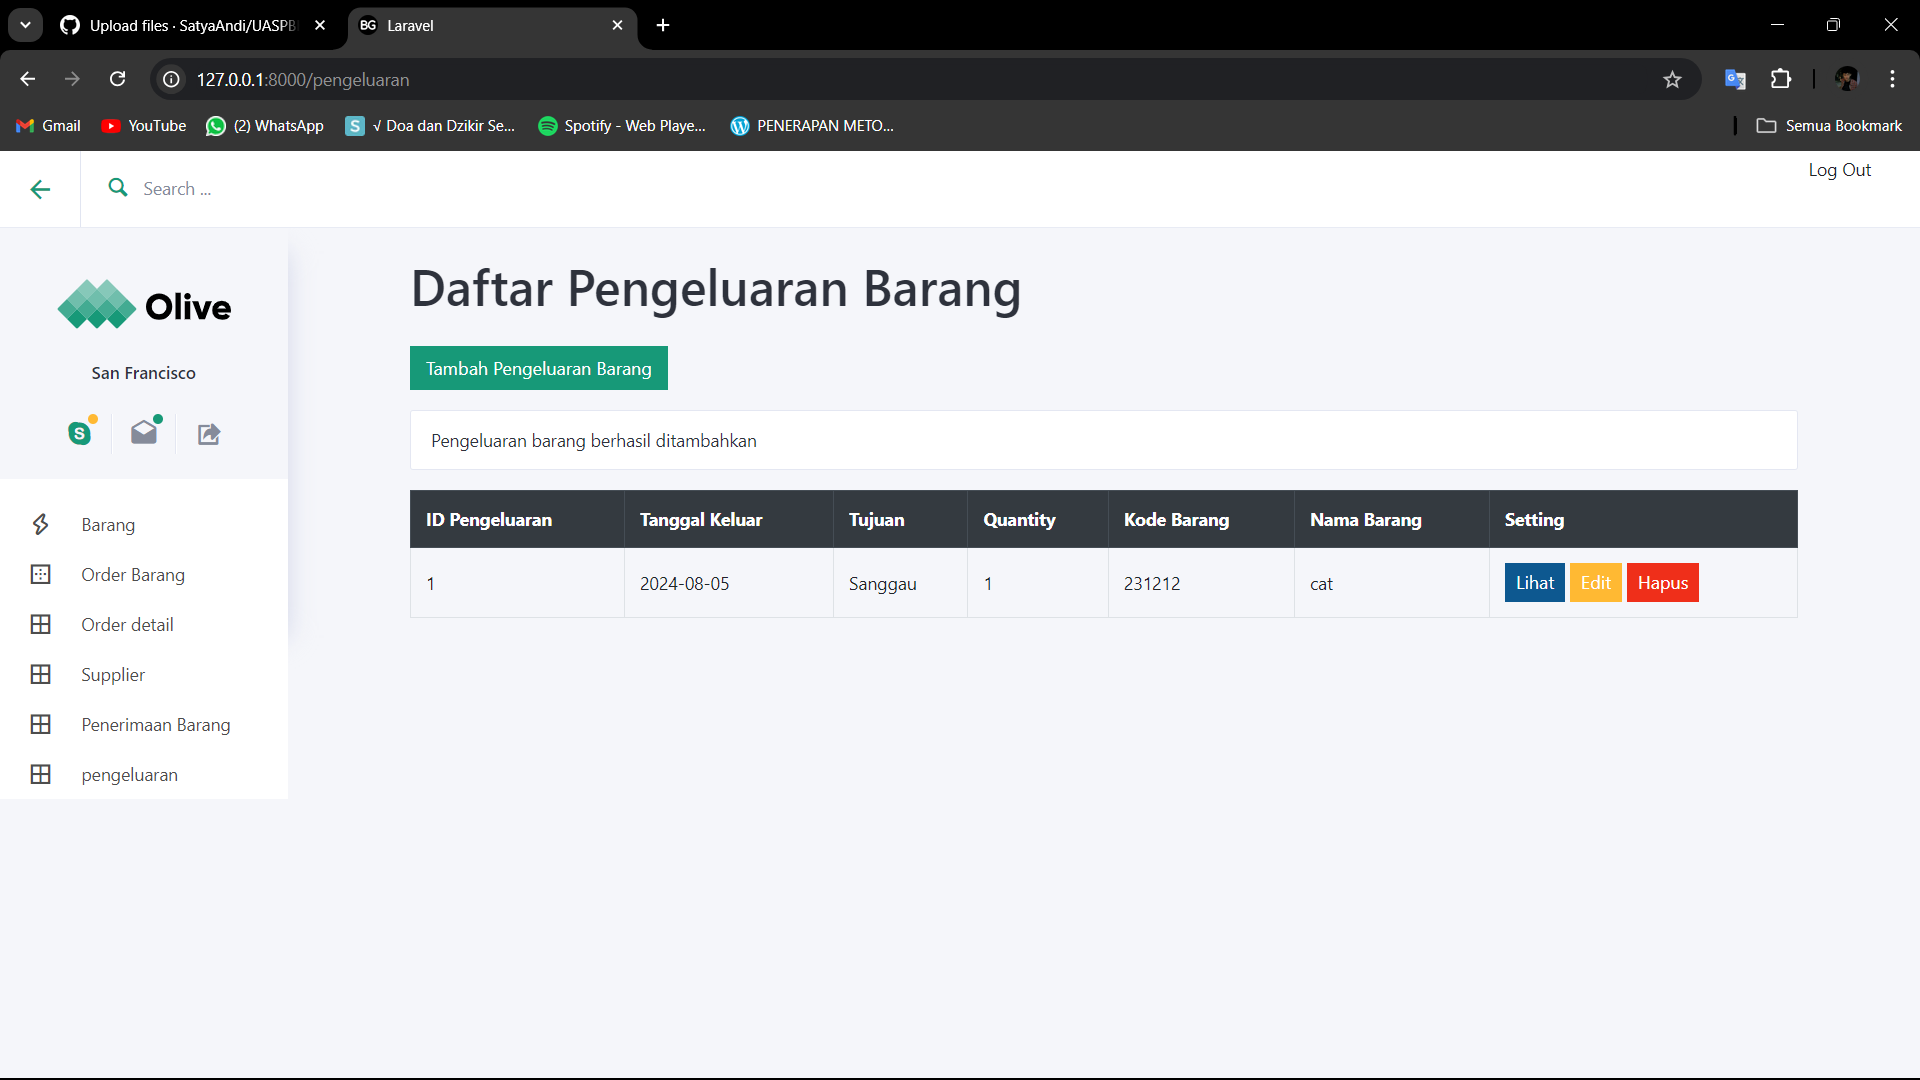 Upload files · SatyaAndi/UASPB
BG Laravel
127.0.0.1:8000/pengeluaran
Gmail YouTube (2) WhatsApp S √ Doa dan Dzikir Se... Spotify - Web Playe... PENERAPAN METO... Semua Bookmark
Search ... Log Out
Olive
San Francisco
Barang
Order Barang
Order detail
Supplier
Penerimaan Barang
pengeluaran
Daftar Pengeluaran Barang
Tambah Pengeluaran Barang
Pengeluaran barang berhasil ditambahkan
ID Pengeluaran Tanggal Keluar Tujuan Quantity Kode Barang Nama Barang Setting
1 2024-08-05 Sanggau 1 231212 cat Lihat Edit Hapus